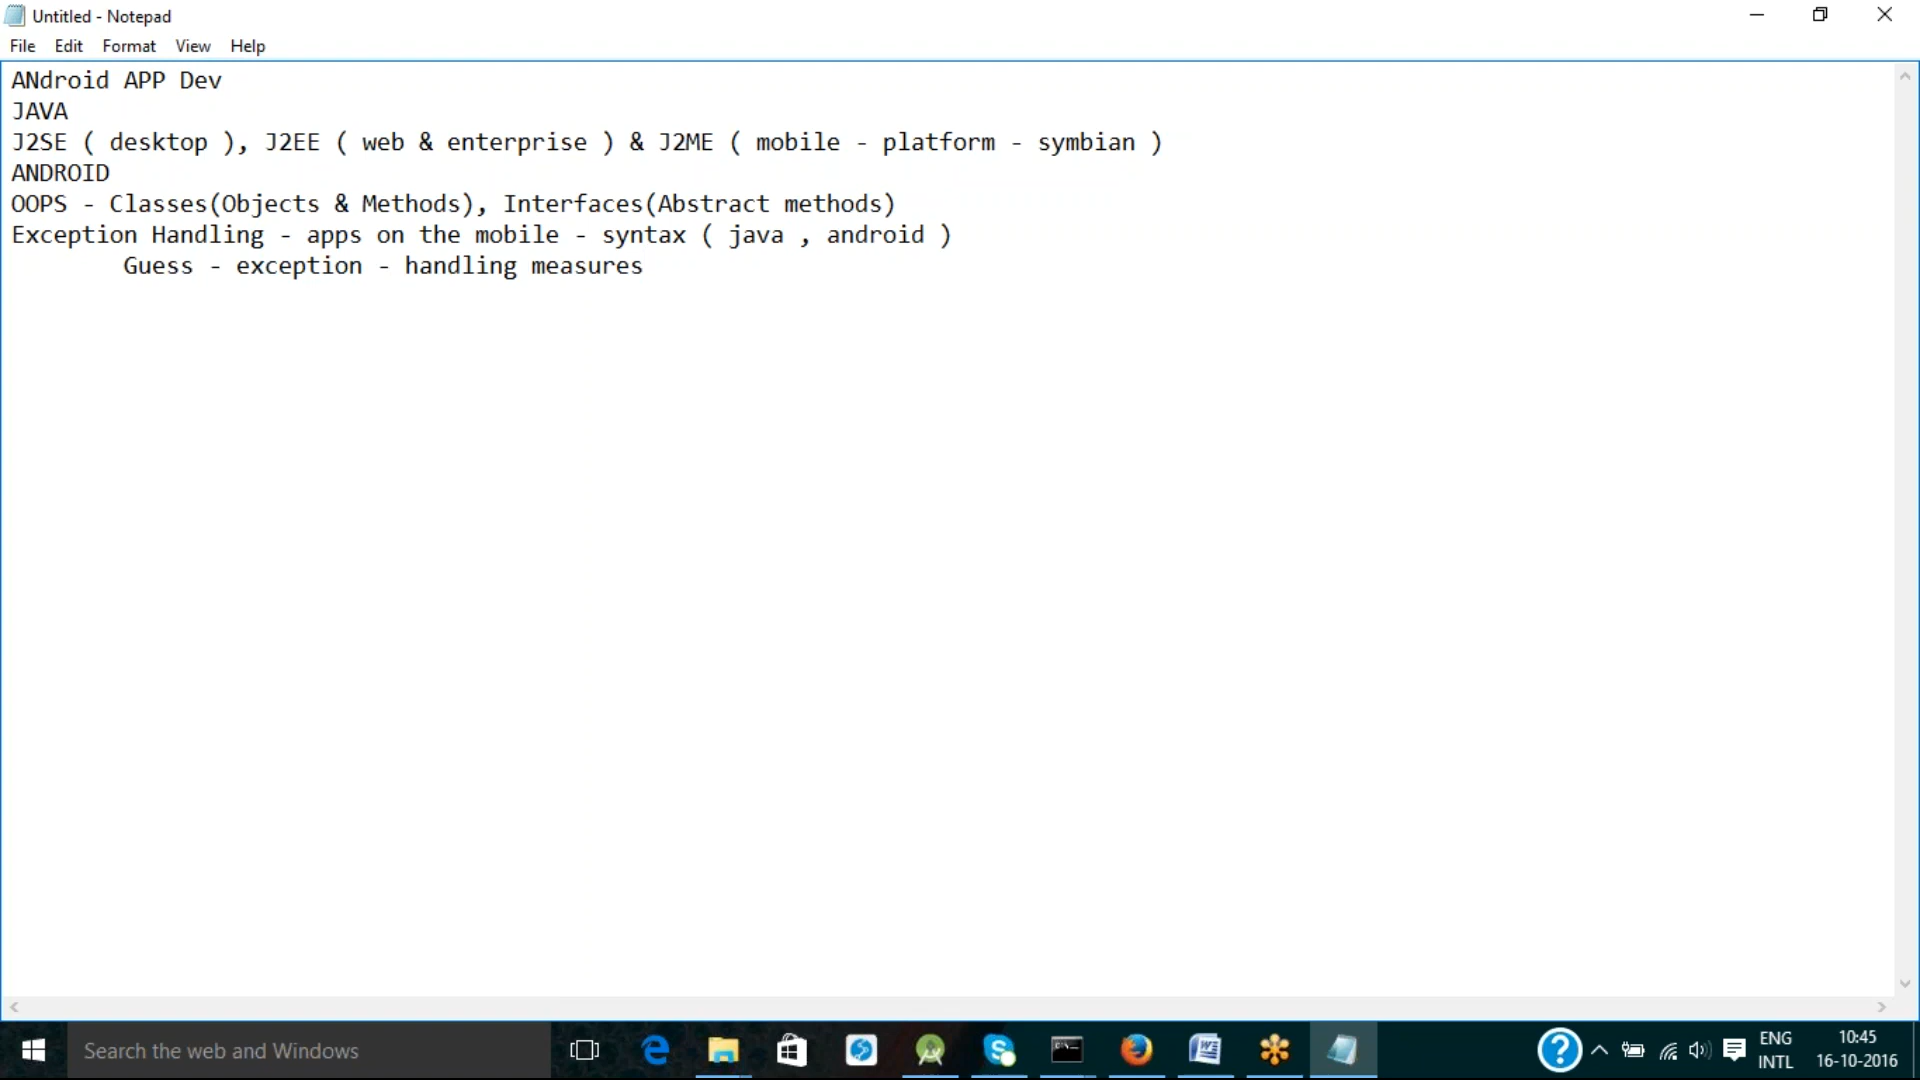 Untitled - Notepad
File Edit Format View Help
ANdroid APP Dev
JAVA
J2SE ( desktop ), J2EE ( web & enterprise ) & J2ME ( mobile - platform - symbian )
ANDROID
OOPS - Classes(Objects & Methods), Interfaces(Abstract methods)
Exception Handling - apps on the mobile - syntax ( java , android )
Guess - exception - handling measures
Search the web and Windows
ENG 10:45
INTL 16-10-2016